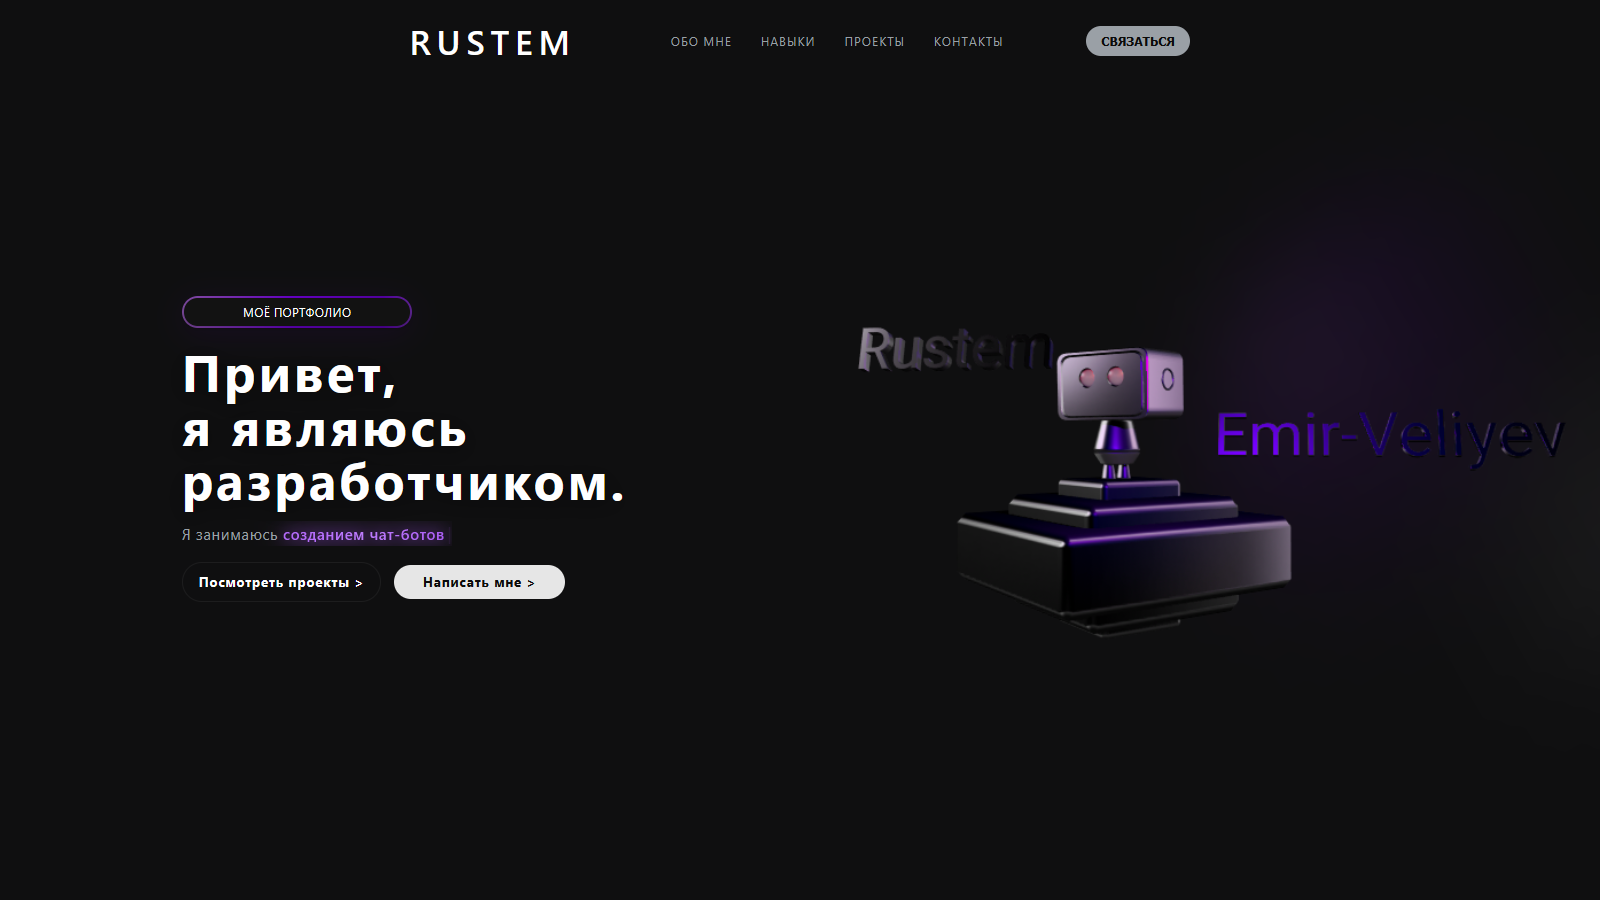 RUSTEM
ОБО МНЕ
НАВЫКИ
ПРОЕКТЫ
КОНТАКТЫ
СВЯЗАТЬСЯ
МОЁ ПОРТФОЛИО
Привет,
я являюсь
разработчиком.
Я занимаюсь созданием чат-ботов
Посмотреть проекты >
Написать мне >
Rustem
Emir-Veliyev